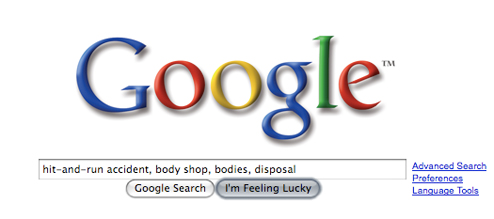 Google™
hit-and-run accident, body shop, bodies, disposal
Advanced Search
Preferences
Language Tools
Google Search I'm Feeling Lucky